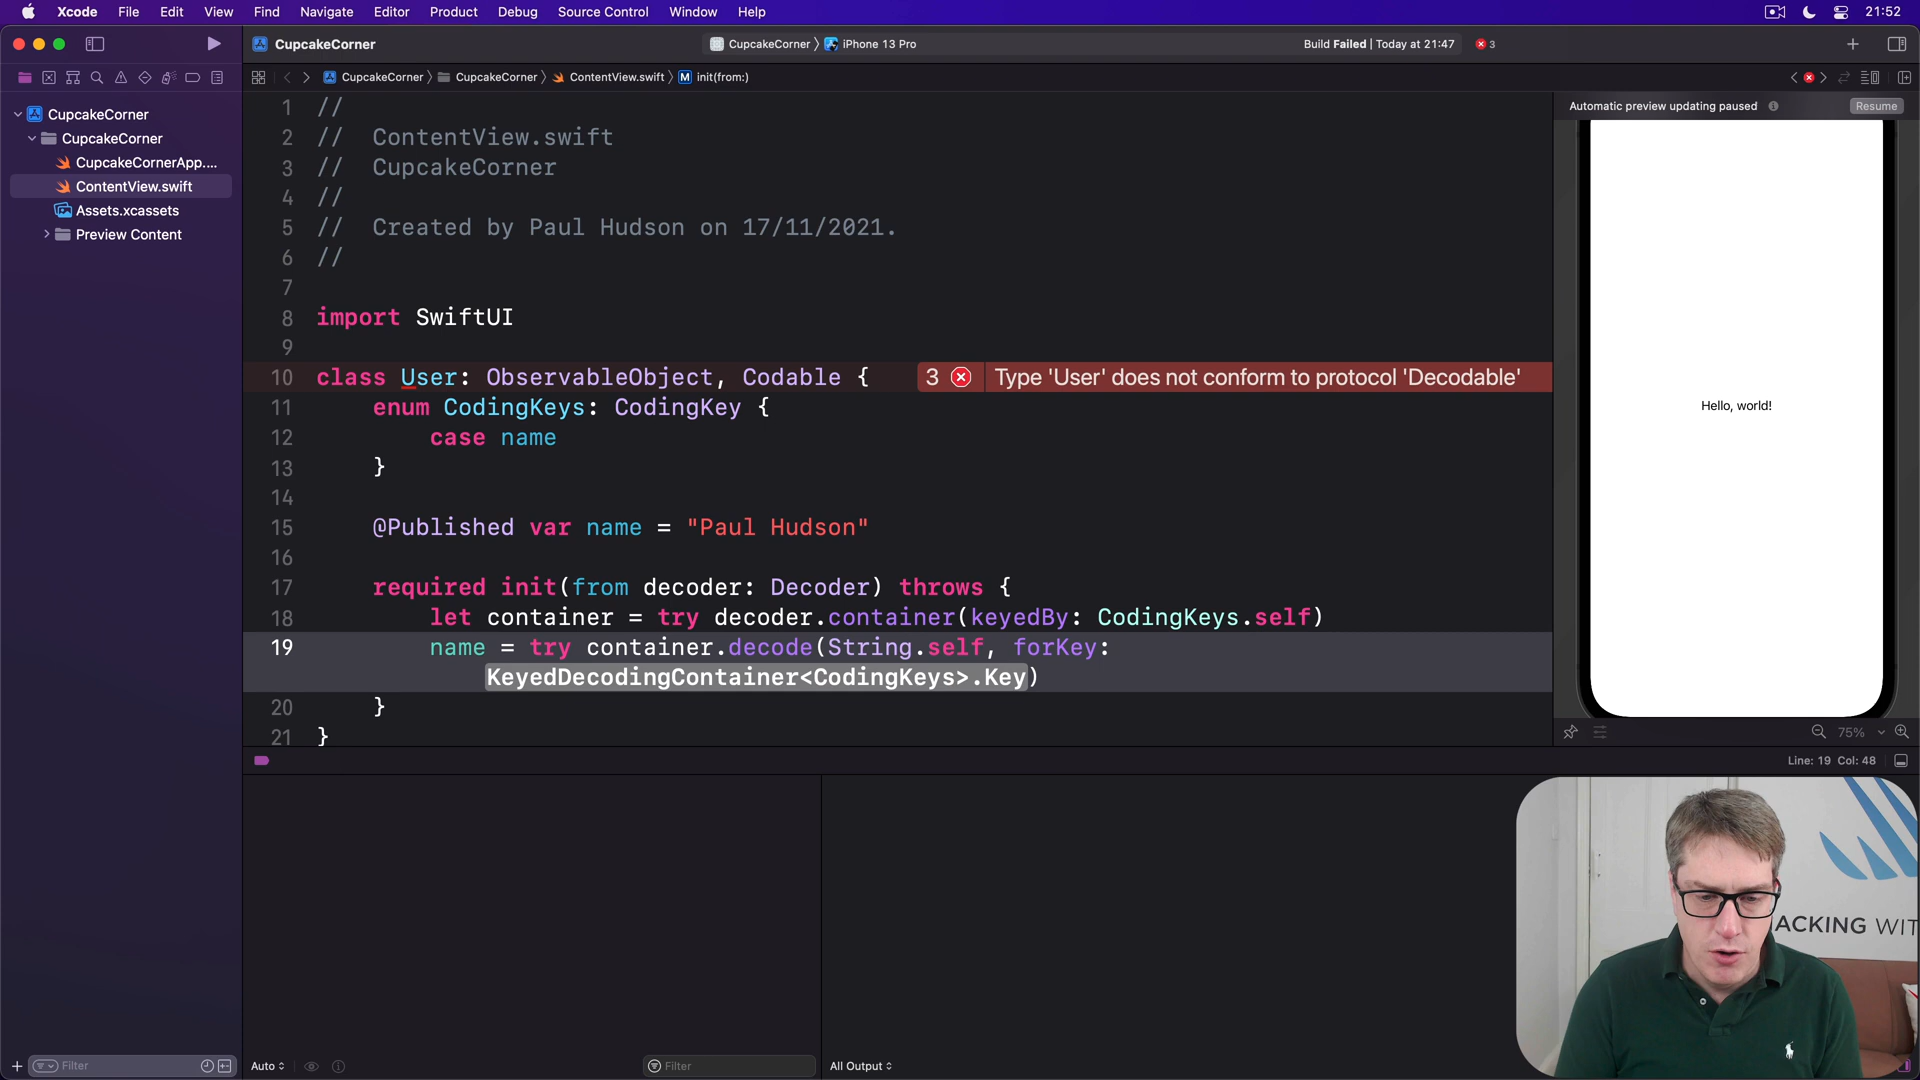 Xcode File Edit View Find Navigate Editor Product Debug Source Control Window Help 21:52
CupcakeCorner CupcakeCorner iPhone 13 Pro Build Failed | Today at 21:47 3
CupcakeCorner CupcakeCorner ContentView.swift M init(from:)
CupcakeCorner
CupcakeCorner
CupcakeCornerApp....
ContentView.swift
Assets.xcassets
Preview Content
Filter
1 //
2 // ContentView.swift
3 // CupcakeCorner
4 //
5 // Created by Paul Hudson on 17/11/2021.
6 //
7
8 import SwiftUI
9
10 class User: ObservableObject, Codable { 3 Type 'User' does not conform to protocol 'Decodable'
11 enum CodingKeys: CodingKey {
12 case name
13 }
14
15 @Published var name = "Paul Hudson"
16
17 required init(from decoder: Decoder) throws {
18 let container = try decoder.container(keyedBy: CodingKeys.self)
19 name = try container.decode(String.self, forKey:
KeyedDecodingContainer<CodingKeys>.Key)
20 }
21 }
Automatic preview updating paused Resume
Hello, world!
75%
Line: 19 Col: 48
Auto Filter All Output
ACKING WIT